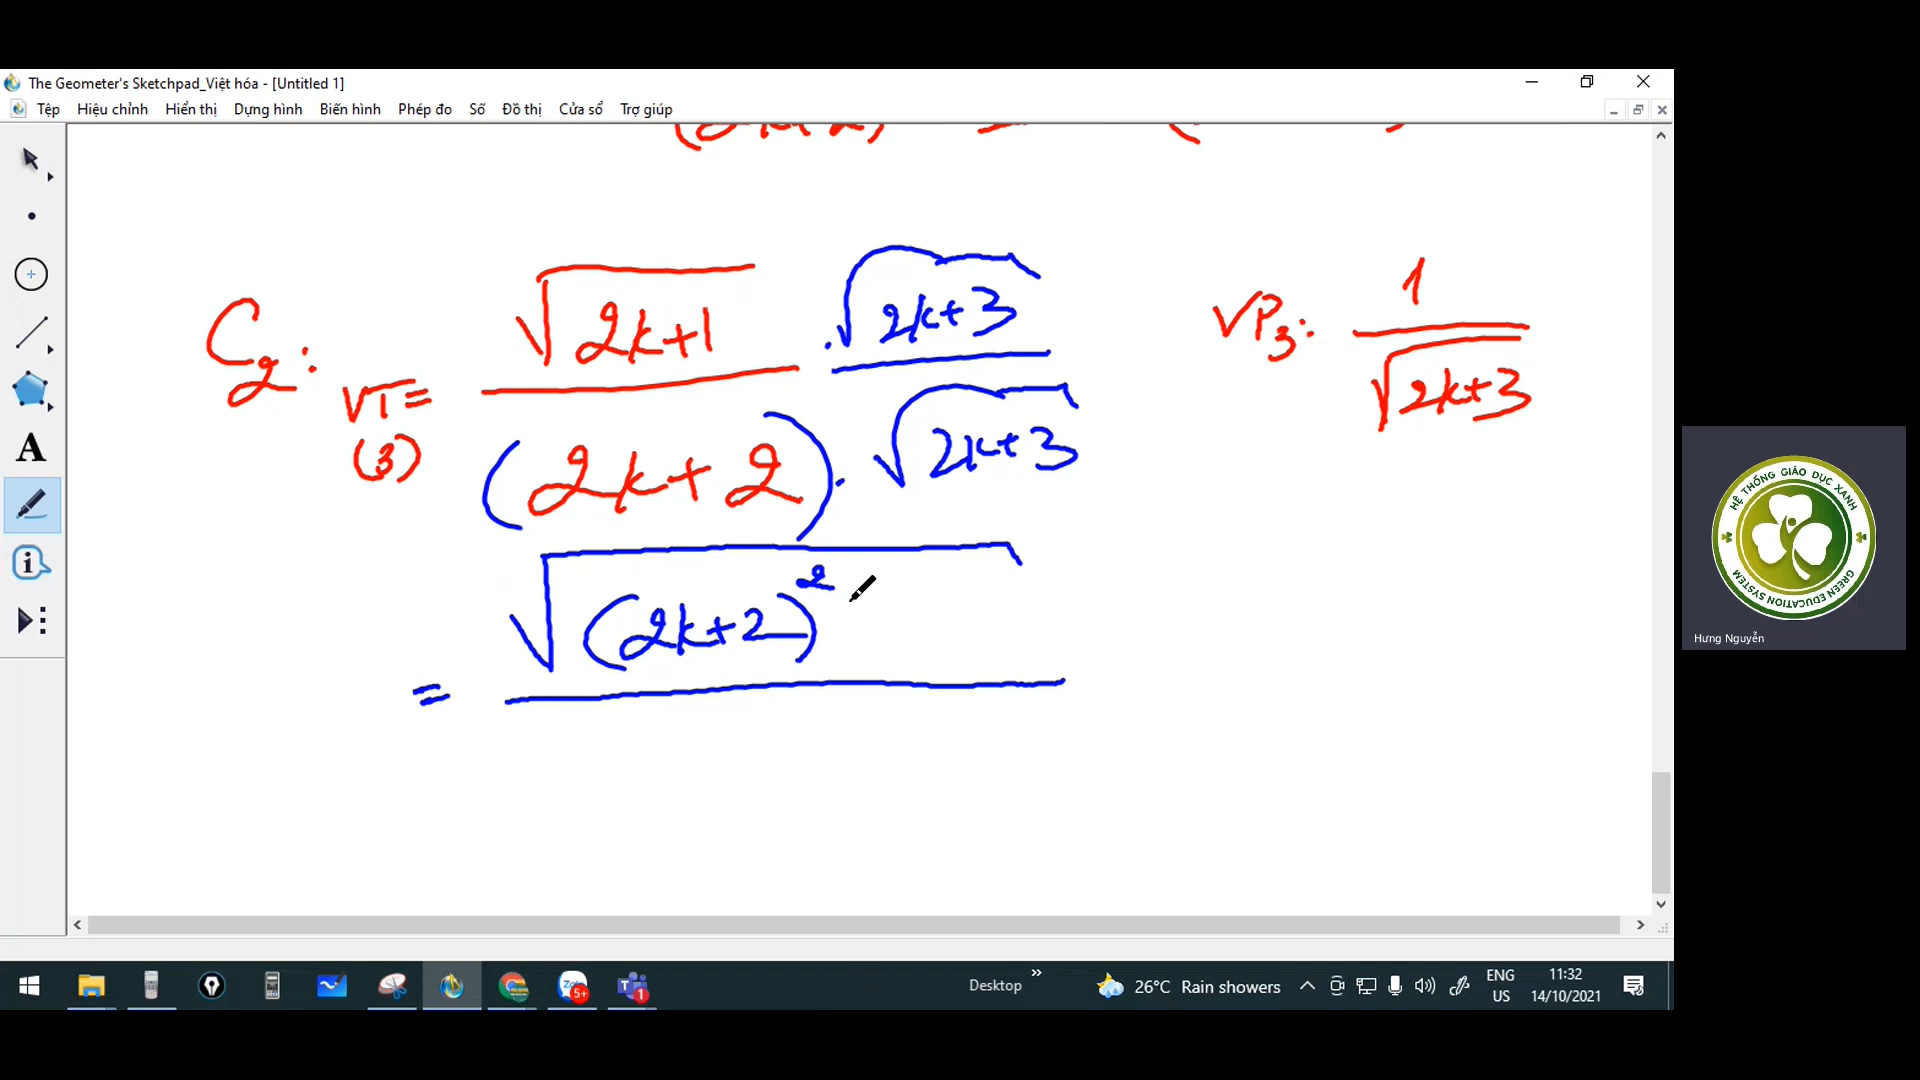 The Geometer's Sketchpad_Việt hóa - [Untitled 1]
Tệp Hiệu chỉnh Hiển thị Dựng hình Biến hình Phép đo Số Đồ thị Cửa sổ Trợ giúp
C2: VT(3) = √(2k+1) / (2k+2) . √(2k+3) / √(2k+3)
VP3: 1 / √(2k+3)
= √((2k+2)²
A
HỆ THỐNG GIÁO DỤC XANH
GREEN EDUCATION SYSTEM
Hưng Nguyễn
Desktop » 26°C Rain showers ENG US 11:32 14/10/2021
Zalo 5+
T 1